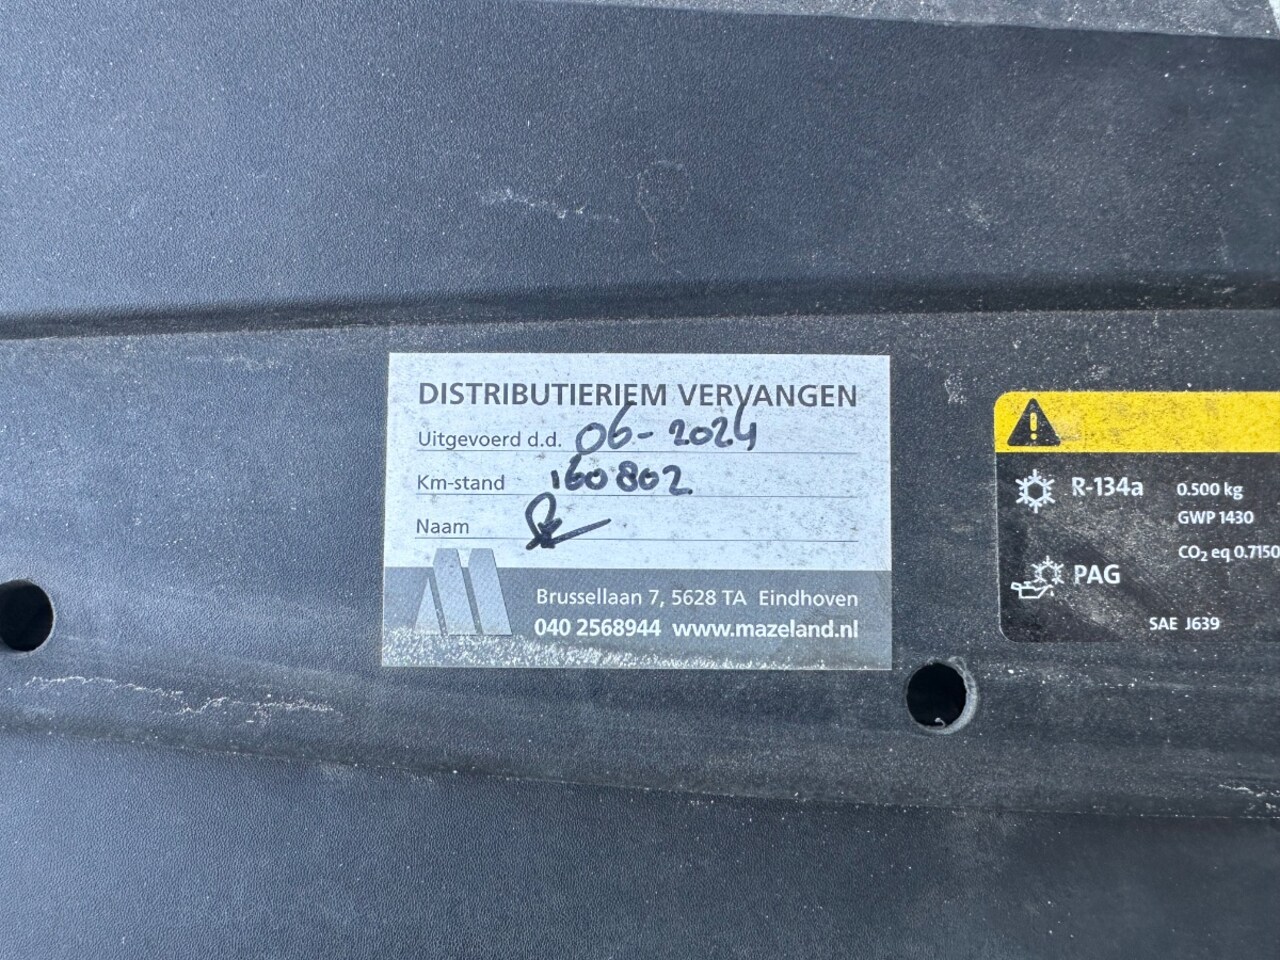 DISTRIBUTIERIEM VERVANGEN
Uitgevoerd d.d. 06-2024
Km-stand 160802
Naam
Brussellaan 7, 5628 TA Eindhoven
040 2568944 www.mazeland.nl
R-134a 0.500 kg
GWP 1430
CO₂ eq 0.7150
PAG
SAE J639